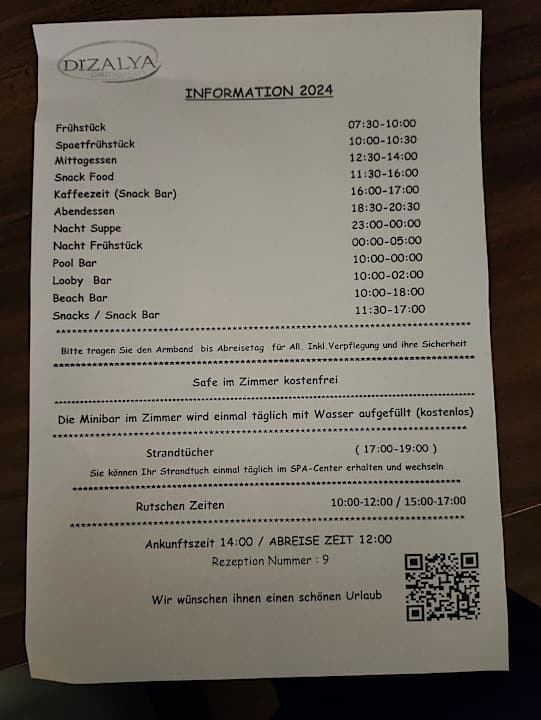 DIZALYA
INFORMATION 2024
Frühstück 07:30-10:00
Spaetfrühstück 10:00-10:30
Mittagessen 12:30-14:00
Snack Food 11:30-16:00
Kaffeezeit (Snack Bar) 16:00-17:00
Abendessen 18:30-20:30
Nacht Suppe 23:00-00:00
Nacht Frühstück 00:00-05:00
Pool Bar 10:00-00:00
Looby Bar 10:00-02:00
Beach Bar 10:00-18:00
Snacks / Snack Bar 11:30-17:00
Bitte tragen Sie den Armband bis Abreisetag für All. Inkl.Verpflegung und ihre Sicherheit
Safe im Zimmer kostenfrei
Die Minibar im Zimmer wird einmal täglich mit Wasser aufgefüllt (kostenlos)
Strandtücher ( 17:00-19:00 )
Sie können Ihr Strandtuch einmal täglich im SPA-Center erhalten und wechseln
Rutschen Zeiten 10:00-12:00 / 15:00-17:00
Ankunftszeit 14:00 / ABREISE ZEIT 12:00
Rezeption Nummer : 9
Wir wünschen ihnen einen schönen Urlaub